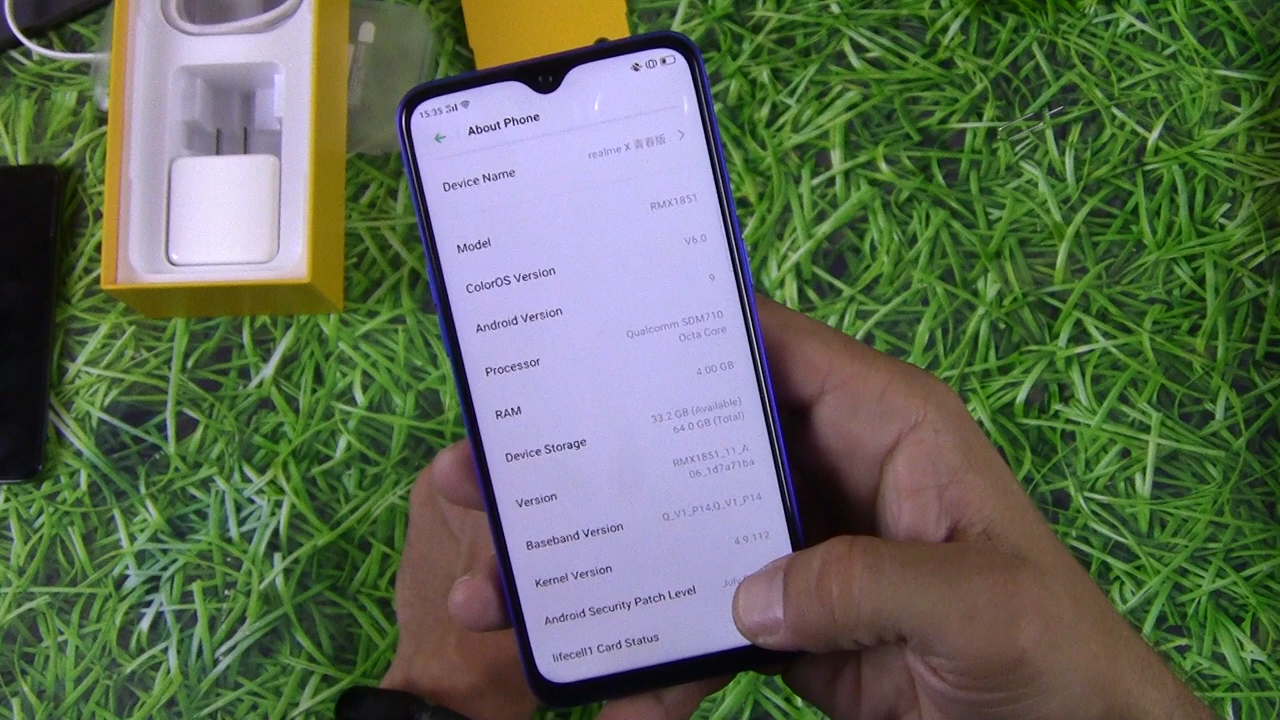 15:35
About Phone
Device Name realme X 青春版
Model RMX1851
ColorOS Version V6.0
Android Version 9
Processor Qualcomm SDM710
Octa Core
RAM 4.00 GB
Device Storage 33.2 GB (Available)
64.0 GB (Total)
Version RMX1851_11_A
06_1d7a71ba
Baseband Version Q_V1_P14,Q_V1_P14
Kernel Version 4.9.112
Android Security Patch Level July
lifecell1 Card Status